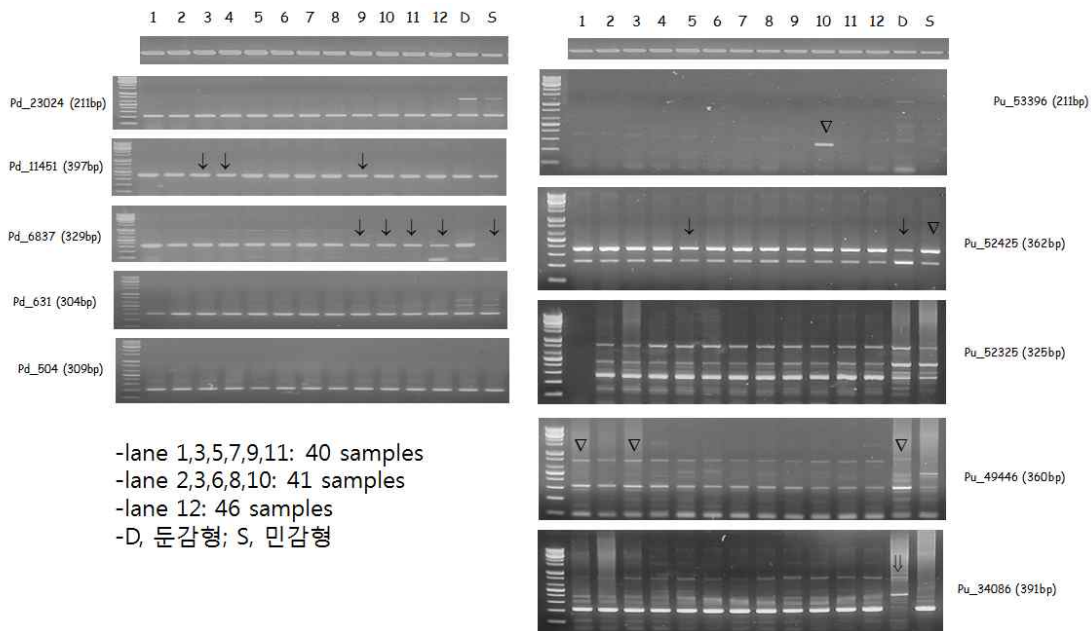 1 2 3 4 5 6 7 8 9 10 11 12 D S
Pd_23024 (211bp)
Pd_11451 (397bp)
Pd_6837 (329bp)
Pd_631 (304bp)
Pd_504 (309bp)
-lane 1,3,5,7,9,11: 40 samples
-lane 2,3,6,8,10: 41 samples
-lane 12: 46 samples
-D, 둔감형; S, 민감형
1 2 3 4 5 6 7 8 9 10 11 12 D S
Pu_53396 (211bp)
Pu_52425 (362bp)
Pu_52325 (325bp)
Pu_49446 (360bp)
Pu_34086 (391bp)